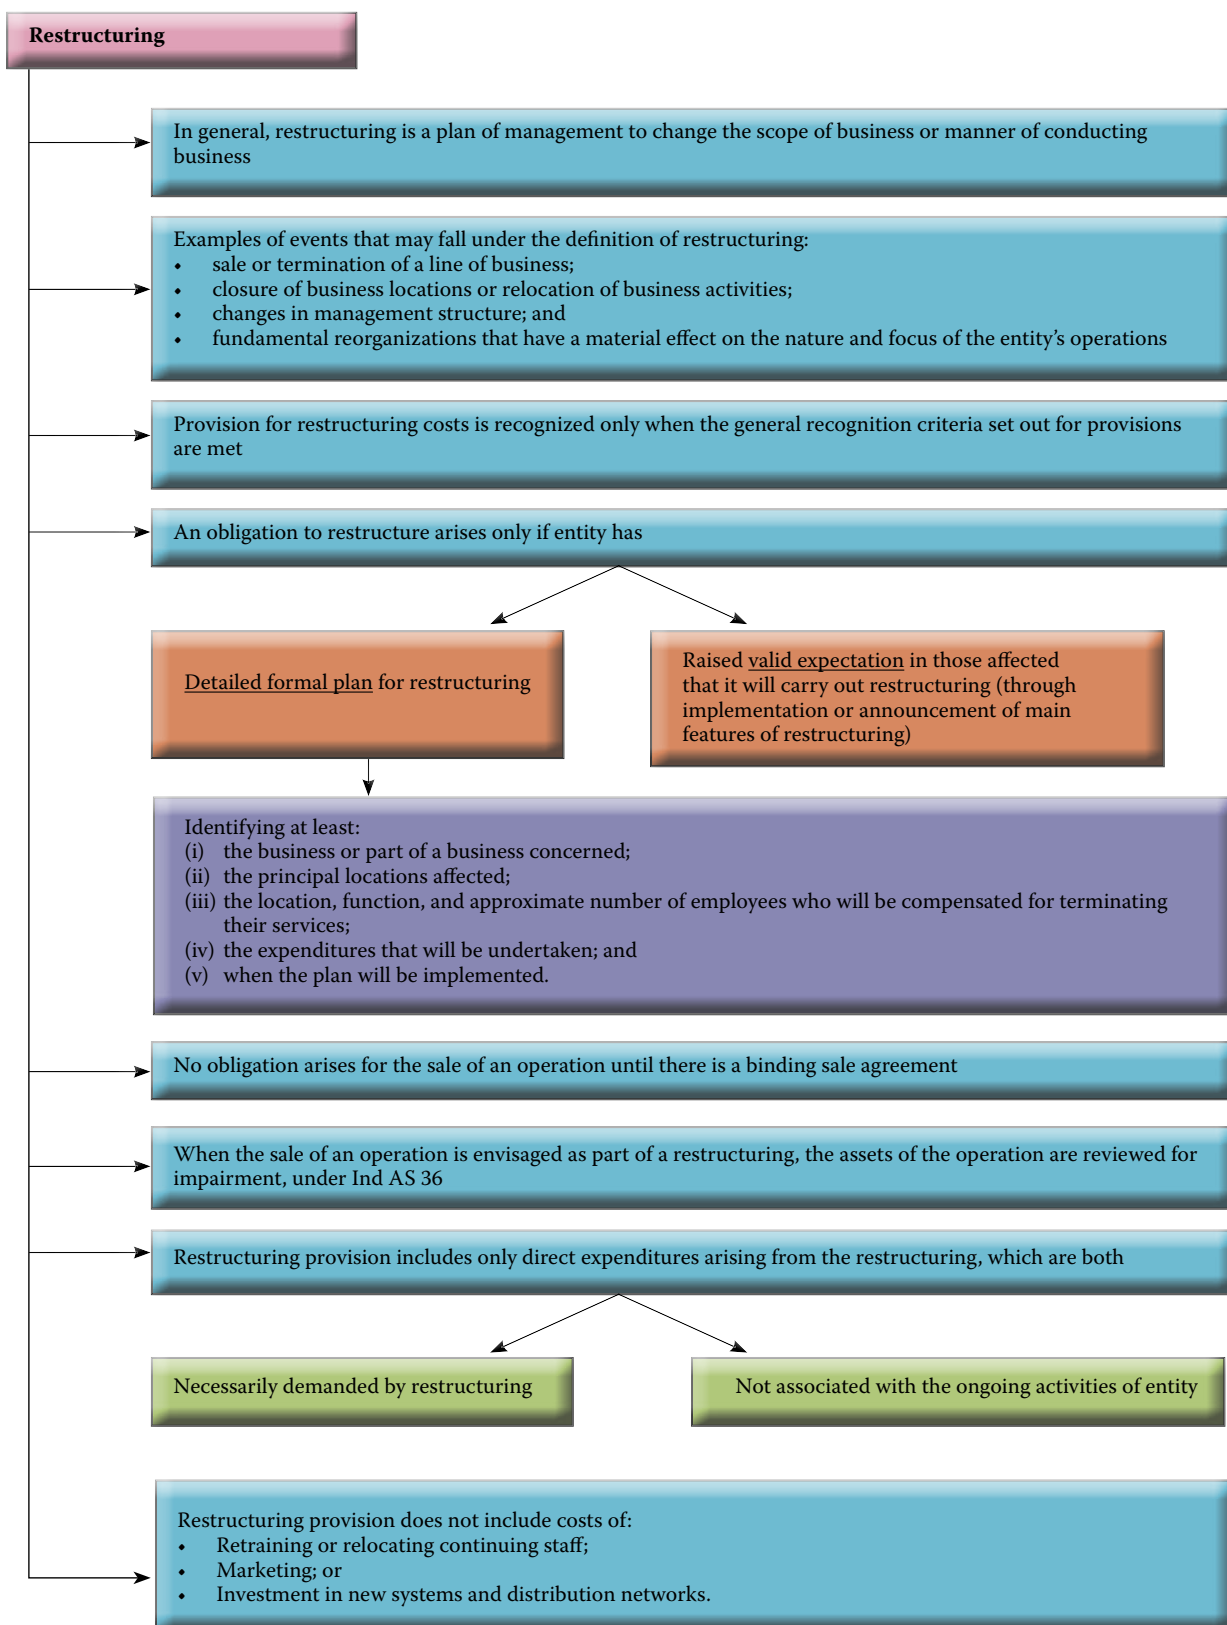 Restructuring
In general, restructuring is a plan of management to change the scope of business or manner of conducting
business
Examples of events that may fall under the definition of restructuring:
• sale or termination of a line of business;
• closure of business locations or relocation of business activities;
• changes in management structure; and
• fundamental reorganizations that have a material effect on the nature and focus of the entity's operations
Provision for restructuring costs is recognized only when the general recognition criteria set out for provisions
are met
An obligation to restructure arises only if entity has
Detailed formal plan for restructuring
Raised valid expectation in those affected
that it will carry out restructuring (through
implementation or announcement of main
features of restructuring)
Identifying at least:
(i) the business or part of a business concerned;
(ii) the principal locations affected;
(iii) the location, function, and approximate number of employees who will be compensated for terminating
their services;
(iv) the expenditures that will be undertaken; and
(v) when the plan will be implemented.
No obligation arises for the sale of an operation until there is a binding sale agreement
When the sale of an operation is envisaged as part of a restructuring, the assets of the operation are reviewed for
impairment, under Ind AS 36
Restructuring provision includes only direct expenditures arising from the restructuring, which are both
Necessarily demanded by restructuring
Not associated with the ongoing activities of entity
Restructuring provision does not include costs of:
• Retraining or relocating continuing staff;
• Marketing; or
• Investment in new systems and distribution networks.